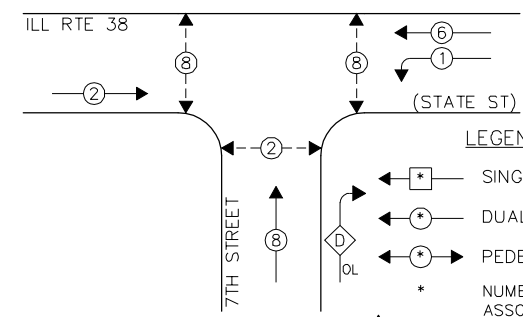 ILL RTE 38
6
8
8
1
2
(STATE ST)
LEGEN
2
* SING
7TH STREET
8
D
OL
* DUAL
* PEDE
* NUMB
ASSO